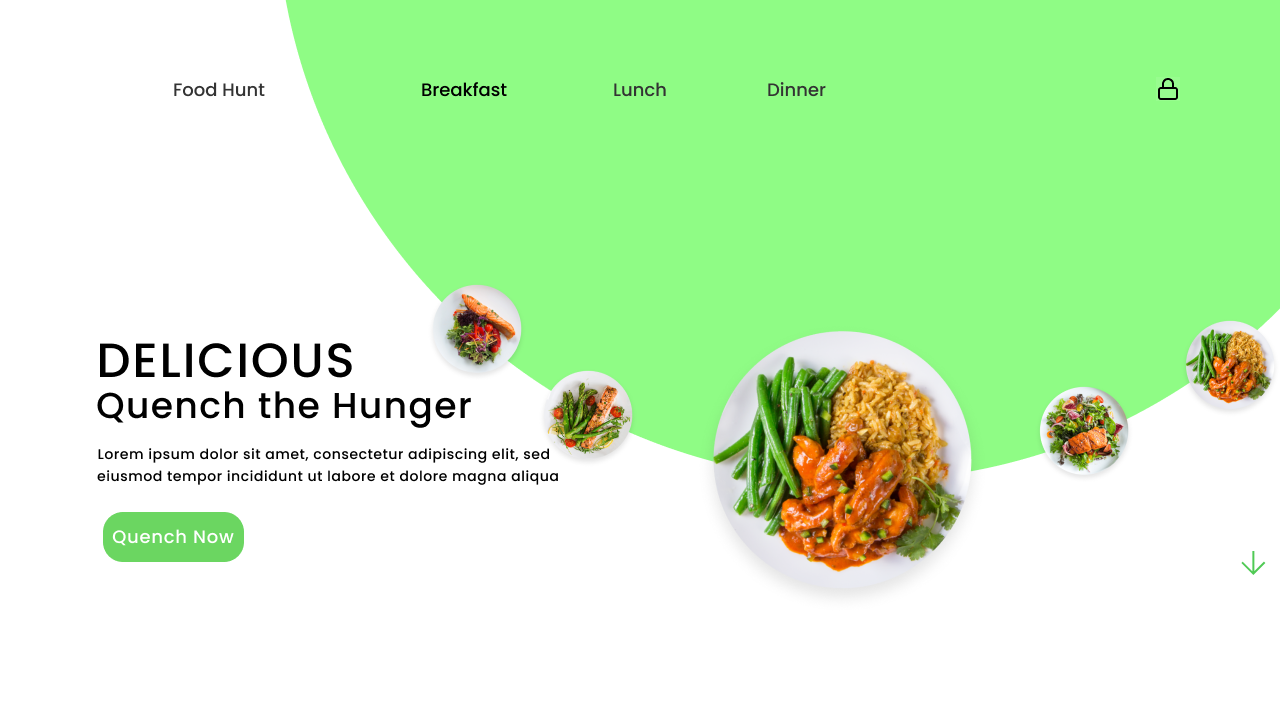 Food Hunt
Breakfast
Lunch
Dinner
DELICIOUS
Quench the Hunger
Lorem ipsum dolor sit amet, consectetur adipiscing elit, sed
eiusmod tempor incididunt ut labore et dolore magna aliqua
Quench Now